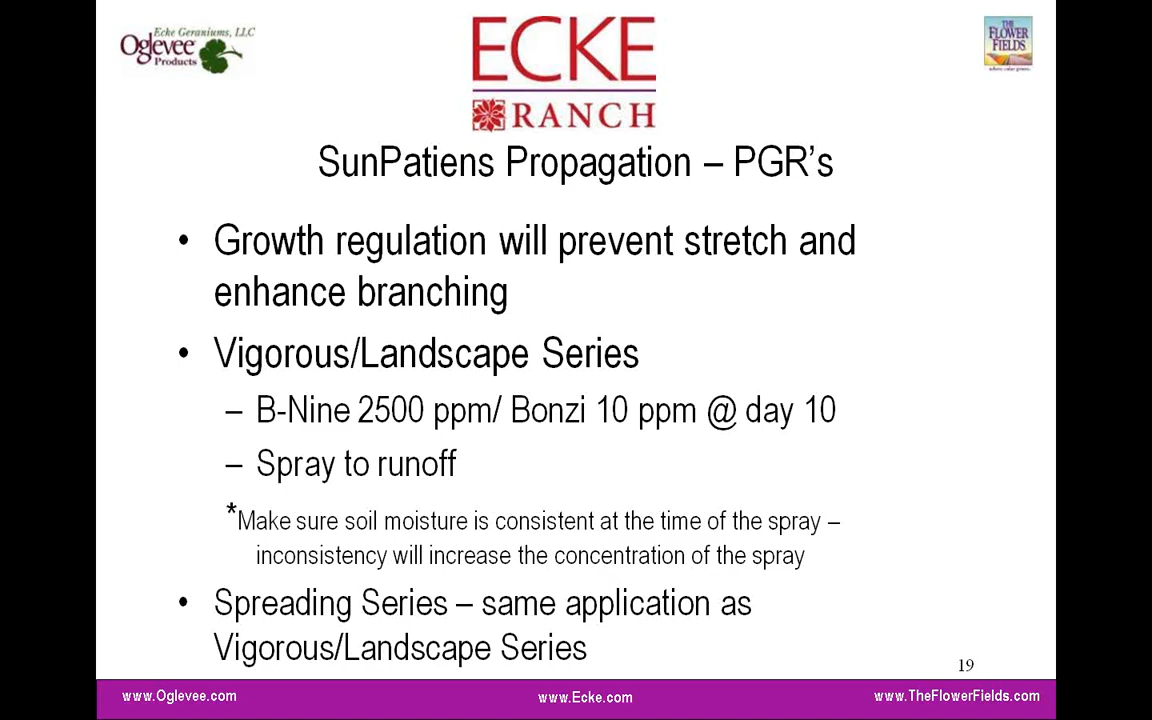 Ecke Geraniums, LLC
Oglevee
Products
ECKE
RANCH
THE
FLOWER
FIELDS
SunPatiens Propagation – PGR’s
• Growth regulation will prevent stretch and
enhance branching
• Vigorous/Landscape Series
– B-Nine 2500 ppm/ Bonzi 10 ppm @ day 10
– Spray to runoff
*Make sure soil moisture is consistent at the time of the spray –
inconsistency will increase the concentration of the spray
• Spreading Series – same application as
Vigorous/Landscape Series
19
www.Oglevee.com
www.Ecke.com
www.TheFlowerFields.com